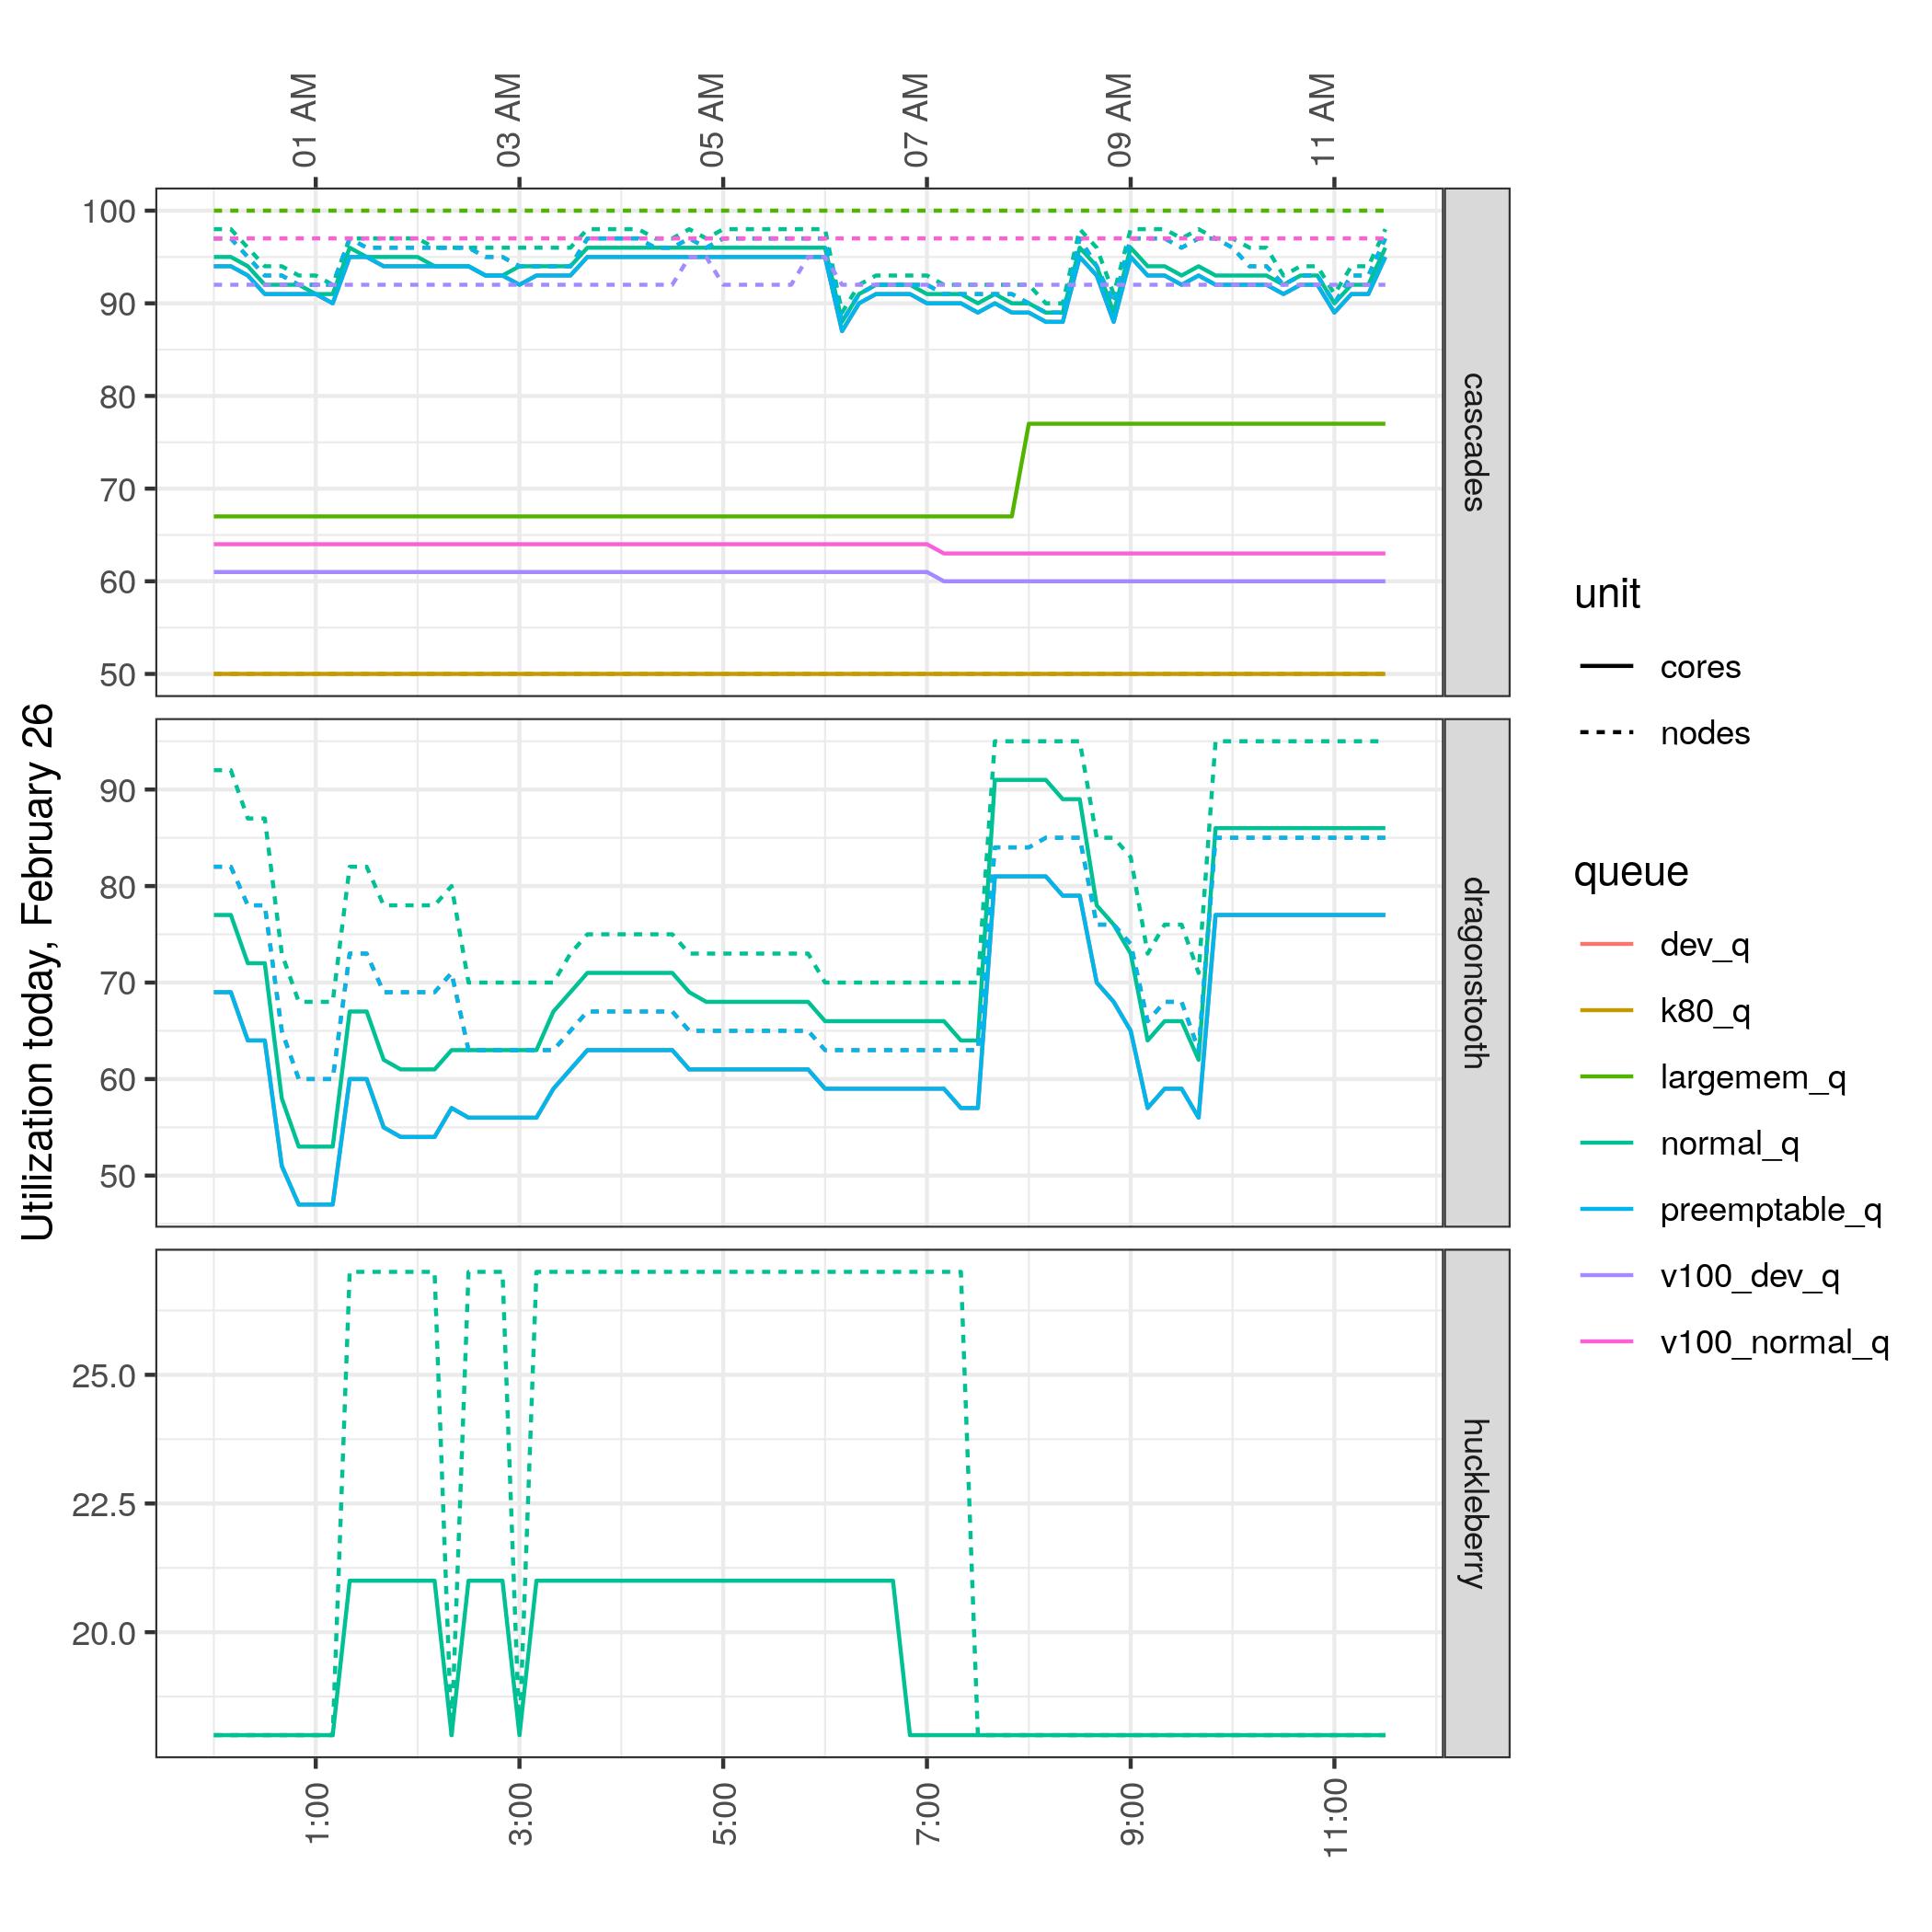 01 AM
03 AM
05 AM
07 AM
09 AM
11 AM
Utilization today, February 26
100
90
80
70
60
50
cascades
90
80
70
60
50
dragonstooth
25.0
22.5
20.0
huckleberry
1:00
3:00
5:00
7:00
9:00
11:00
unit
cores
nodes
queue
dev_q
k80_q
largemem_q
normal_q
preemptable_q
v100_dev_q
v100_normal_q